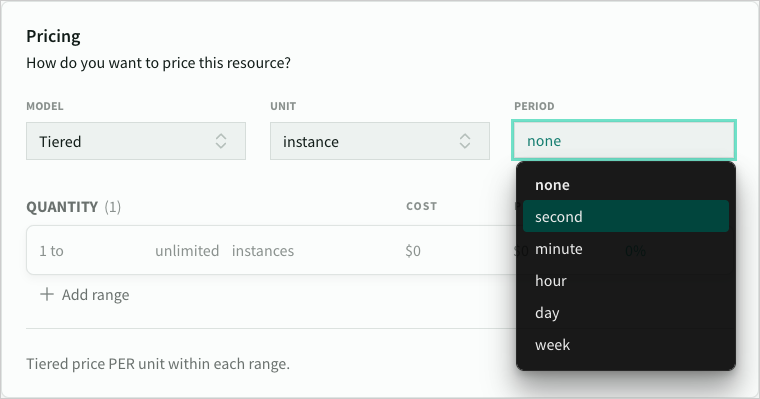 Pricing
How do you want to price this resource?
MODEL UNIT PERIOD
Tiered instance none
none
second
minute
hour
day
week
QUANTITY (1) COST
1 to unlimited instances $0 $0 0%
Add range
Tiered price PER unit within each range.